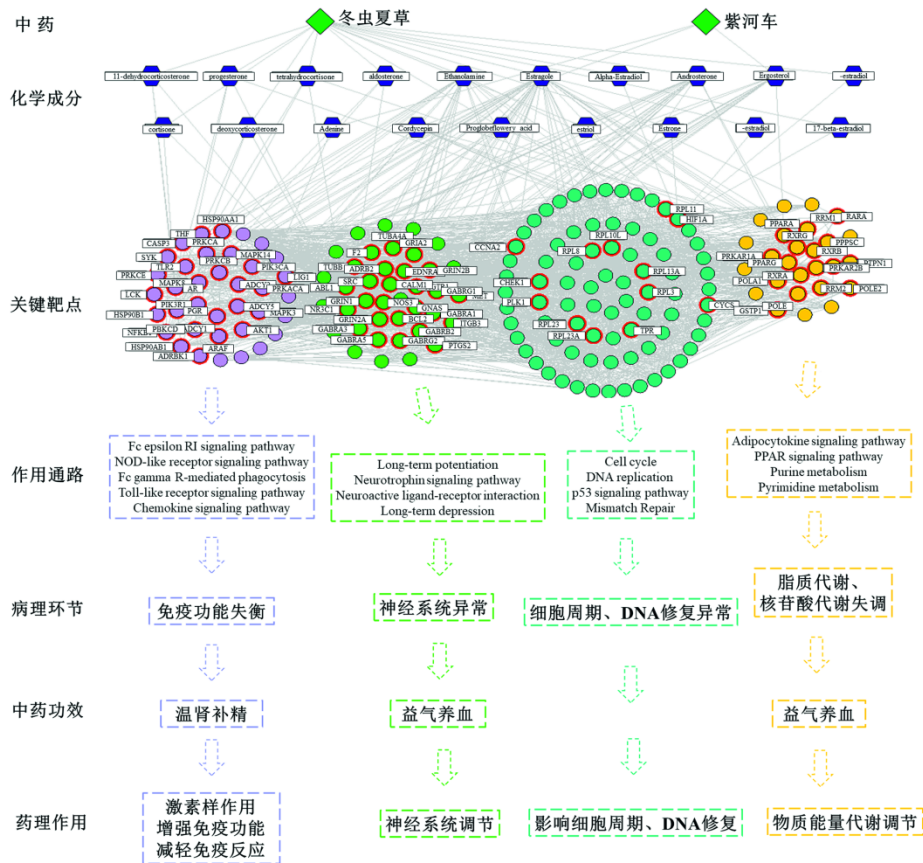 中药
冬虫夏草
紫河车
化学成分
11-dehydrocorticosterone
progesterone
tetrahydrocortisone
aldosterone
Ethanolamine
Estragole
Alpha-Estradiol
Androsterone
Ergosterol
-estradiol
cortisone
deoxycorticosterone
Adenine
Cordycepin
Proglobeflowery acid
estriol
Estrone
-estradiol
17-beta-estradiol
关键靶点
HSP90AA1
THF
CASP3
PRKCA
SYK
MAPK14
PRKCB
TLR2
PIK3CA
PRKCE
ADCY2
LIG1
MAPK8
PRKACA
AR
LCK
PIK3R1
ADCY5
PGR
HSP90B1
MAPK3
NFKB
PBKCD
ADCY1
AKT1
HSP90AB1
ARAF
ADRBK1
TUBA4A
GRIA2
F2
TUBB
ADRB2
EDNRA
GRIN2B
SRC
CALM1
ABL1
GABRG1
GRIN1
NOS3
NR3C1
GNAS
GABRA1
GRIN2A
BCL2
ITGB3
GABRA3
GABRB2
GABRA5
GABRG2
PTGS2
RPL11
HIF1A
CCNA2
RPL10L
RPL8
RPL13A
CHEK1
RPL3
PLK1
CYCS
RPL23
RPL23A
TPR
PPARA
RRM1
RARA
RXRG
PPP5C
PRKAR1A
RXRB
PPARG
PTPN1
PRKAR2B
RXRA
POLA1
RRM2
POLE2
POLE
GSTP1
作用通路
Fc epsilon RI signaling pathway
NOD-like receptor signaling pathway
Fc gamma R-mediated phagocytosis
Toll-like receptor signaling pathway
Chemokine signaling pathway
Long-term potentiation
Neurotrophin signaling pathway
Neuroactive ligand-receptor interaction
Long-term depression
Cell cycle
DNA replication
p53 signaling pathway
Mismatch Repair
Adipocytokine signaling pathway
PPAR signaling pathway
Purine metabolism
Pyrimidine metabolism
病理环节
免疫功能失衡
神经系统异常
细胞周期、DNA修复异常
脂质代谢、
核苷酸代谢失调
中药功效
温肾补精
益气养血
益气养血
药理作用
激素样作用
增强免疫功能
减轻免疫反应
神经系统调节
影响细胞周期、DNA修复
物质能量代谢调节